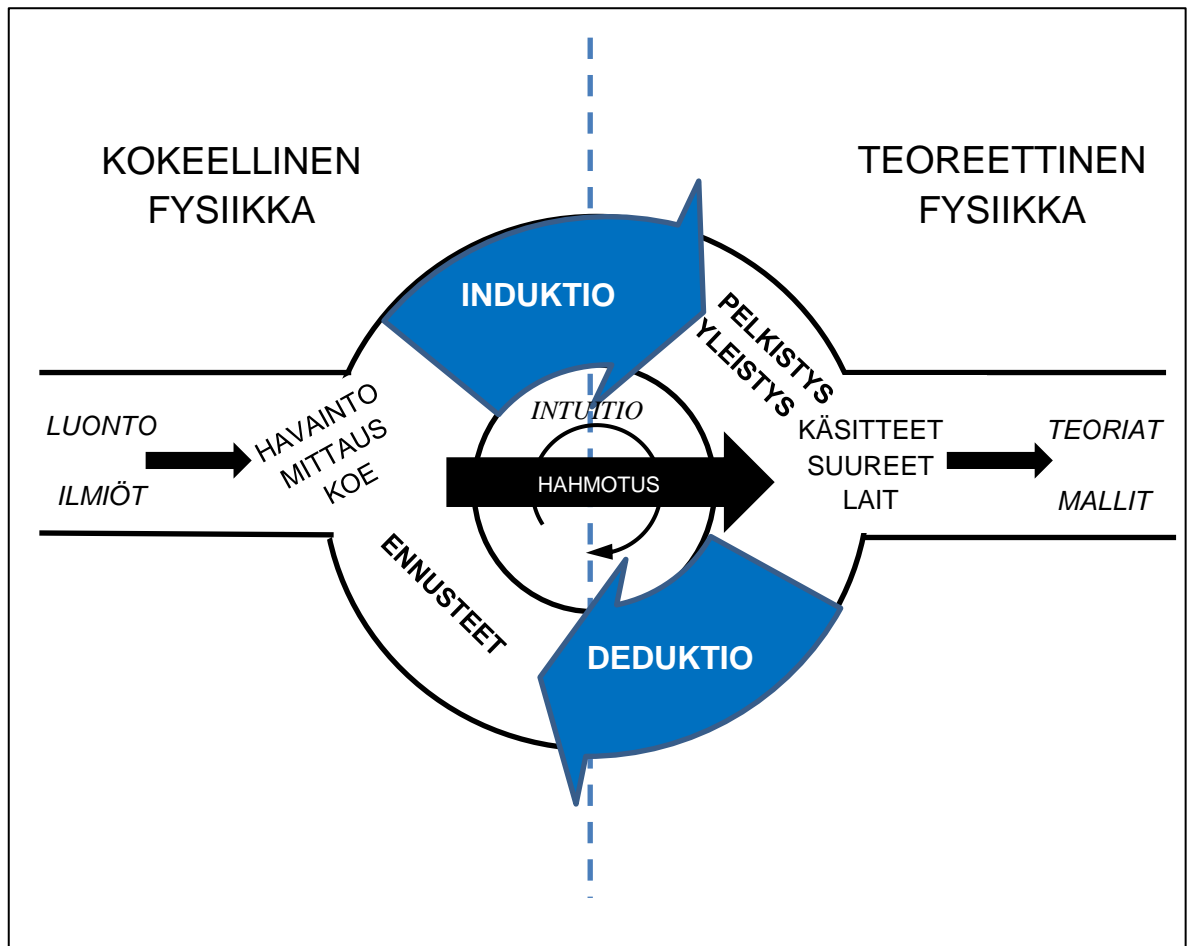 KOKEELLINEN
FYSIIKKA
TEOREETTINEN
FYSIIKKA
INDUKTIO
PELKISTYS
YLEISTYS
LUONTO
ILMIÖT
HAVAINTO
MITTAUS
KOE
INTUITIO
HAHMOTUS
KÄSITTEET
SUUREET
LAIT
TEORIAT
MALLIT
ENNUSTEET
DEDUKTIO